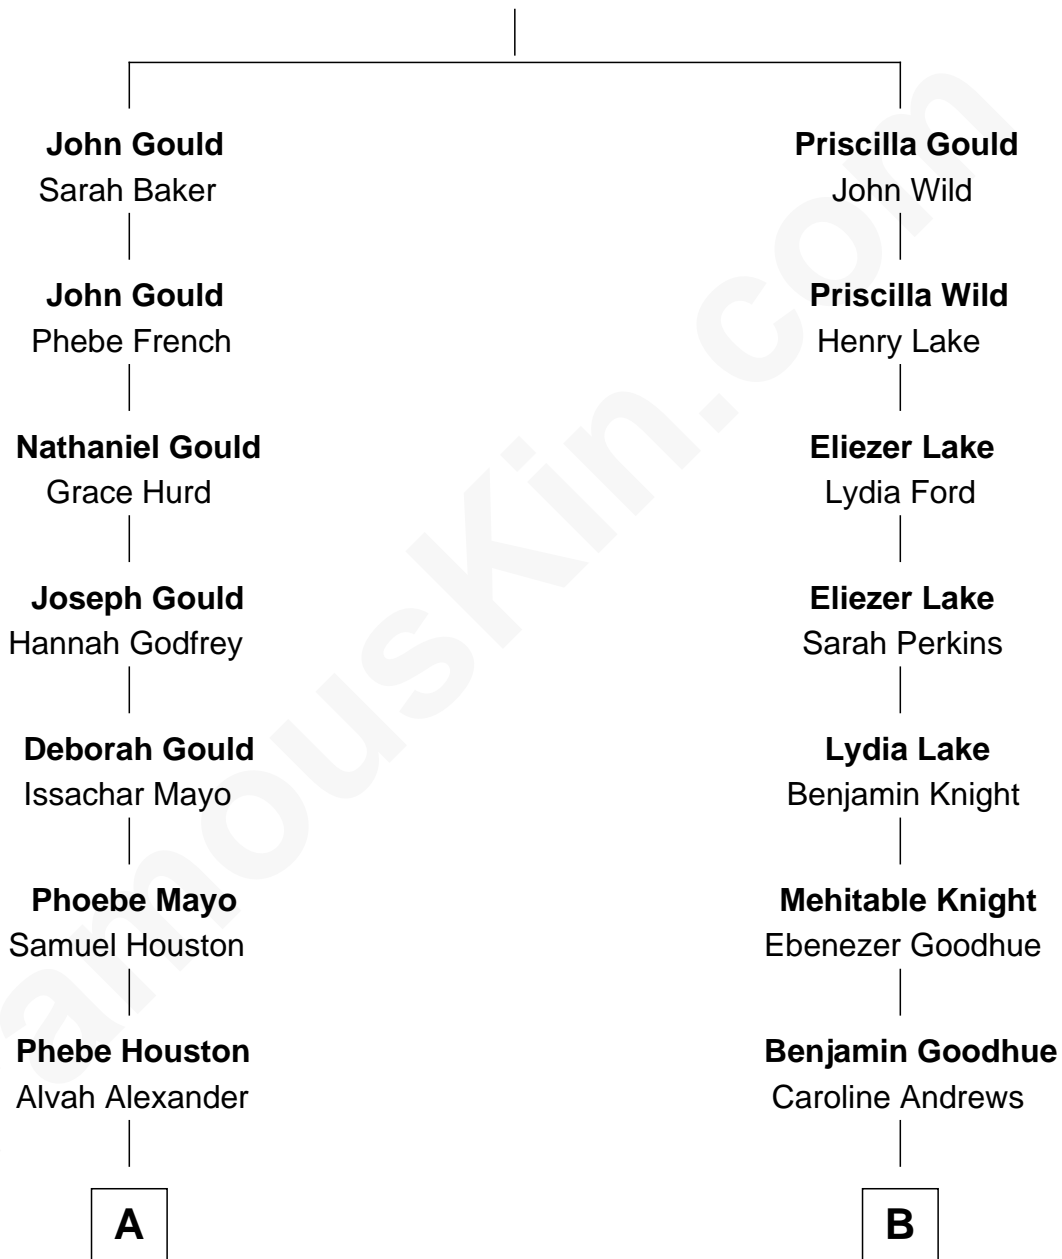 John Gould
Sarah Baker
Priscilla Gould
John Wild
John Gould
Phebe French
Priscilla Wild
Henry Lake
Nathaniel Gould
Grace Hurd
Eliezer Lake
Lydia Ford
Joseph Gould
Hannah Godfrey
Eliezer Lake
Sarah Perkins
Deborah Gould
Issachar Mayo
Lydia Lake
Benjamin Knight
Phoebe Mayo
Samuel Houston
Mehitable Knight
Ebenezer Goodhue
Phebe Houston
Alvah Alexander
Benjamin Goodhue
Caroline Andrews
A
B
amousKin.com